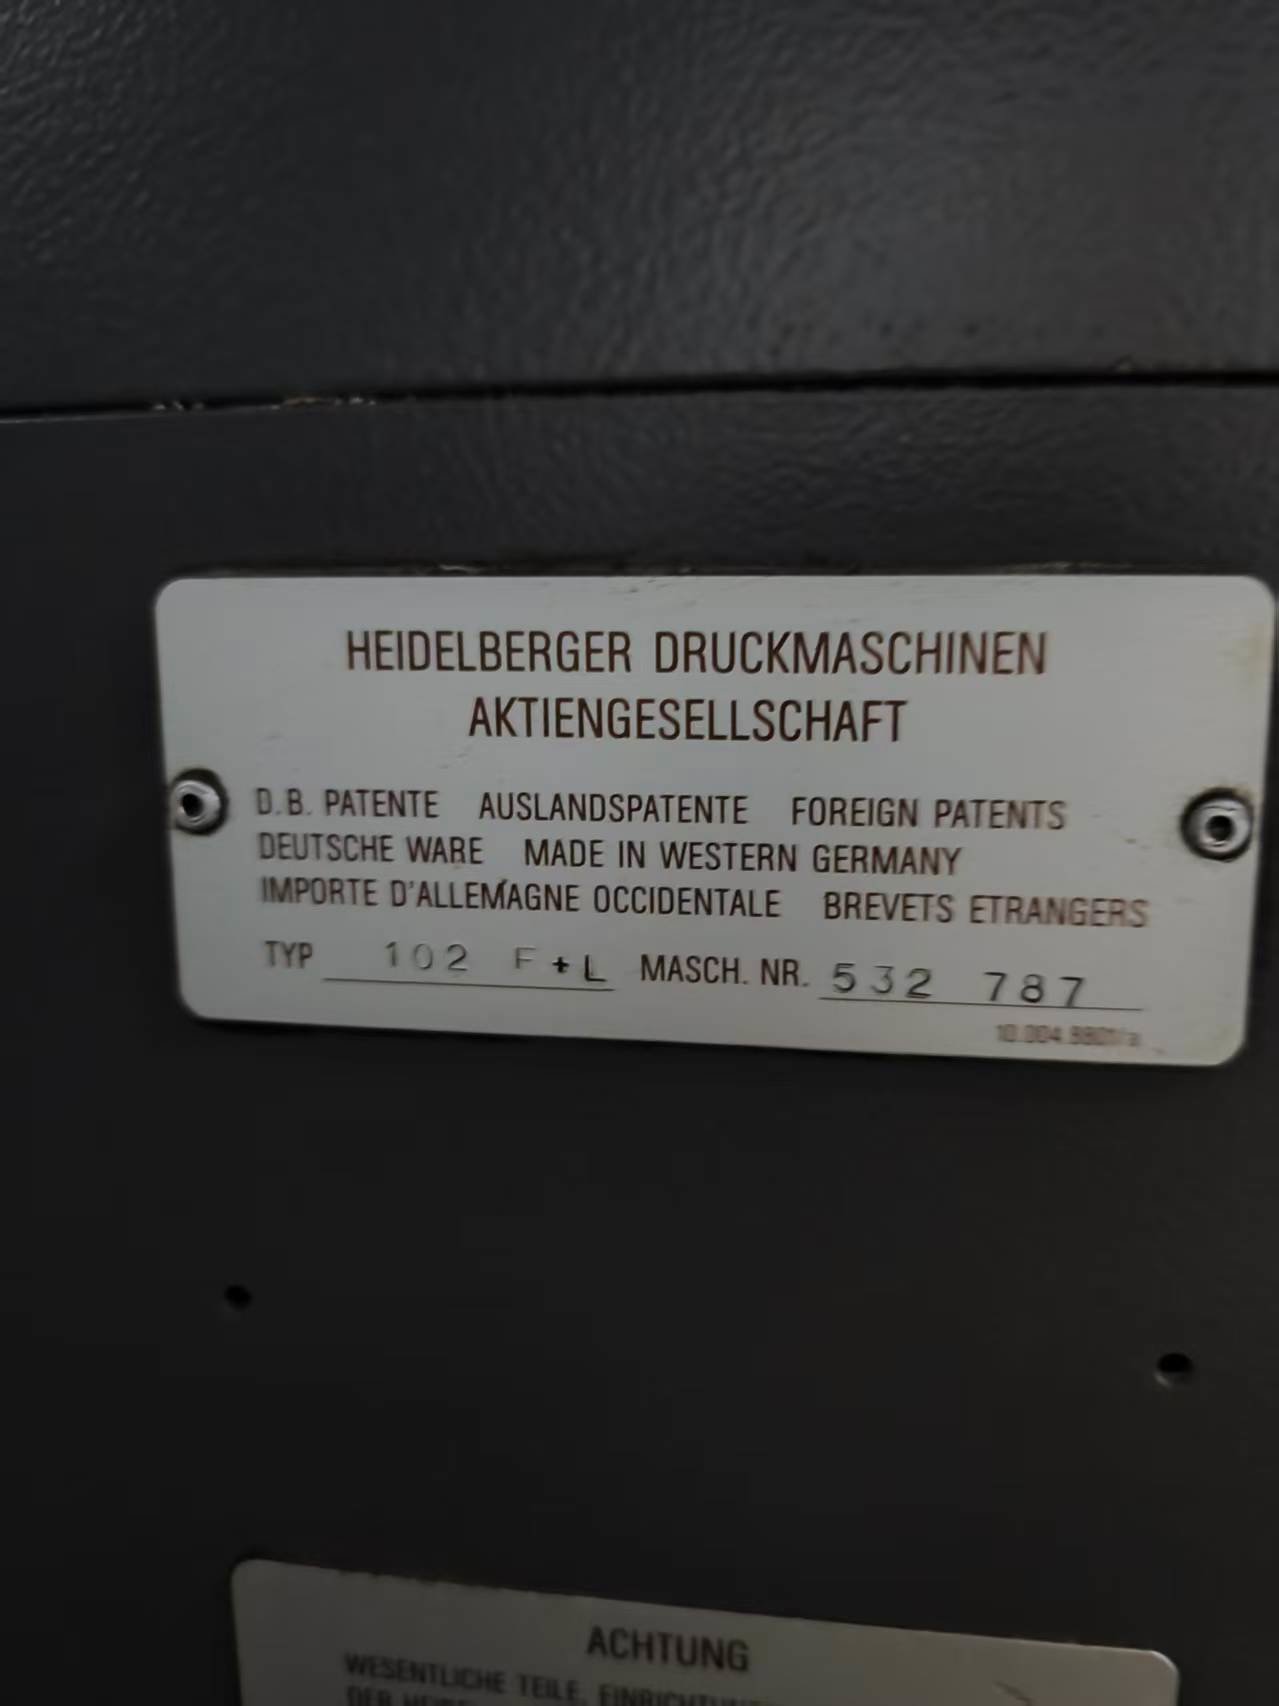 HEIDELBERGER DRUCKMASCHINEN
AKTIENGESELLSCHAFT
D.B. PATENTE AUSLANDSPATENTE FOREIGN PATENTS
DEUTSCHE WARE MADE IN WESTERN GERMANY
IMPORTE D'ALLEMAGNE OCCIDENTALE BREVETS ETRANGERS
TYP 102 F+L MASCH. NR. 532 787
ACHTUNG
WESENTLICHE TEILE,
DER